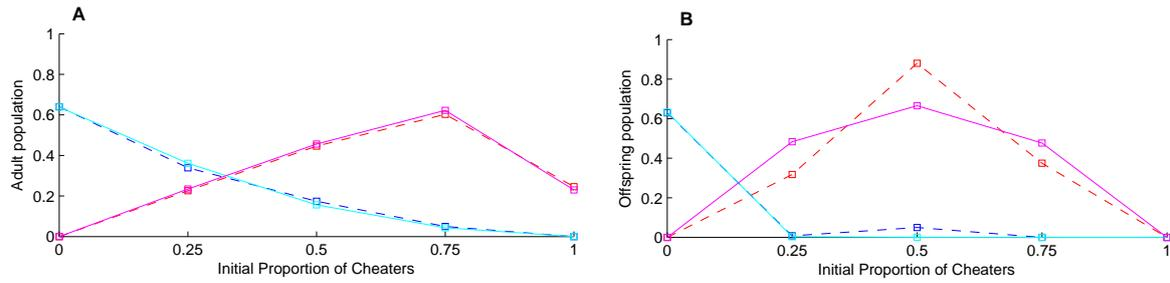 A
Adult population
1
0.8
0.6
0.4
0.2
0
0 0.25 0.5 0.75 1
Initial Proportion of Cheaters
B
Offspring population
1
0.8
0.6
0.4
0.2
0
0 0.25 0.5 0.75 1
Initial Proportion of Cheaters